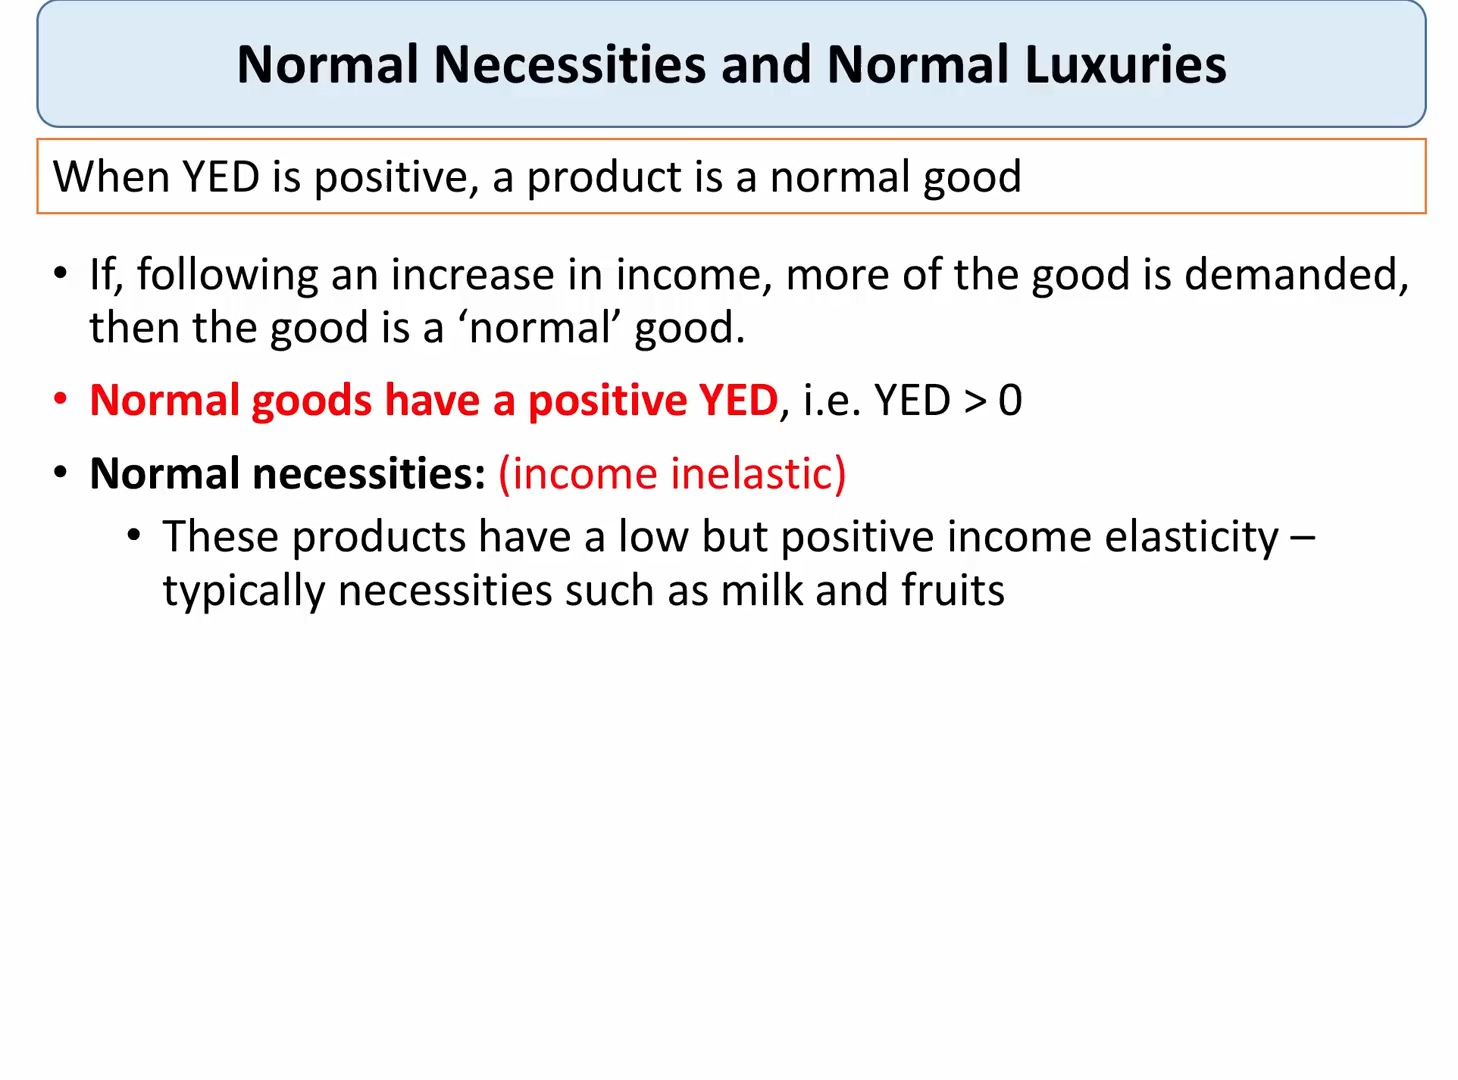 Normal Necessities and Normal Luxuries
When YED is positive, a product is a normal good
• If, following an increase in income, more of the good is demanded,
then the good is a ‘normal’ good.
• Normal goods have a positive YED, i.e. YED > 0
• Normal necessities: (income inelastic)
• These products have a low but positive income elasticity –
typically necessities such as milk and fruits